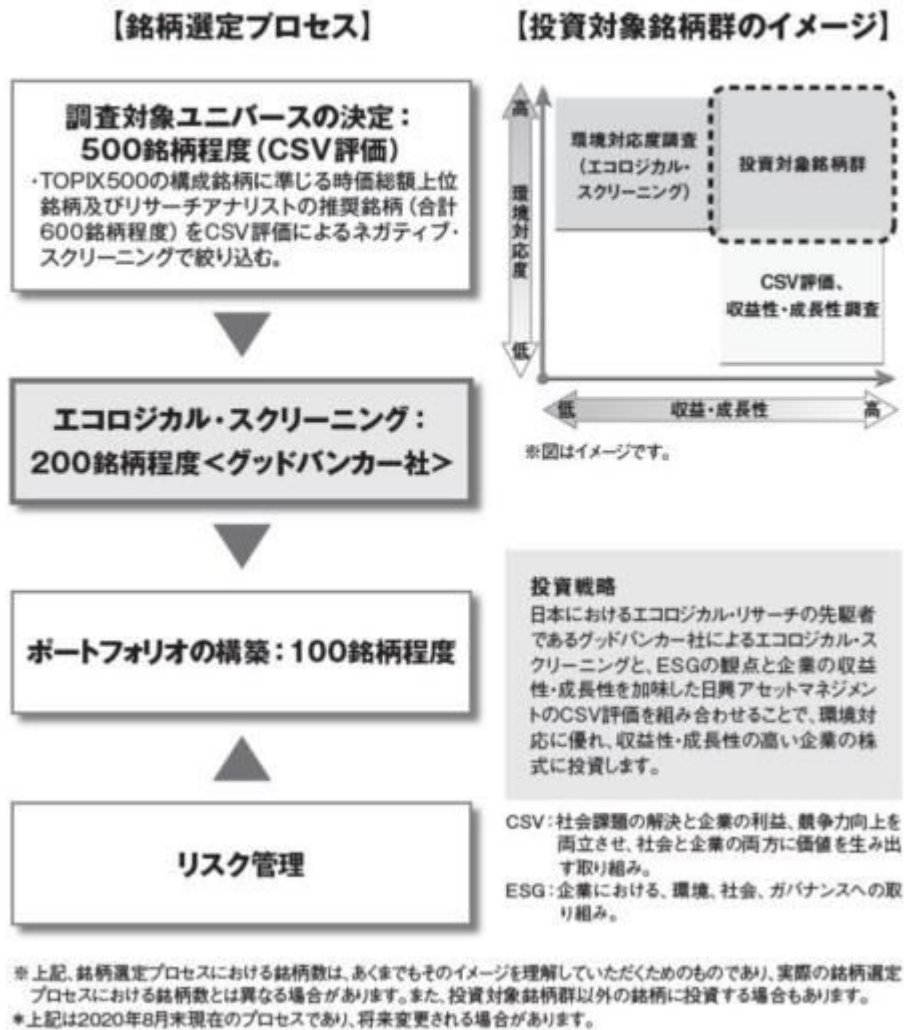 【銘柄選定プロセス】
調査対象ユニバースの決定：
500銘柄程度（CSV評価）
・TOPIX500の構成銘柄に準じる時価総額上位
銘柄及びリサーチアナリストの推奨銘柄（合計
600銘柄程度）をCSV評価によるネガティブ・
スクリーニングで絞り込む。
エコロジカル・スクリーニング：
200銘柄程度＜グッドバンカー社＞
ポートフォリオの構築：100銘柄程度
リスク管理
【投資対象銘柄群のイメージ】
高
環境対応度
低
環境対応度調査
（エコロジカル・
スクリーニング）
投資対象銘柄群
CSV評価、
収益性・成長性調査
低 収益・成長性 高
※図はイメージです。
投資戦略
日本におけるエコロジカル・リサーチの先駆者
であるグッドバンカー社によるエコロジカル・ス
クリーニングと、ESGの観点と企業の収益
性・成長性を加味した日興アセットマネジメン
トのCSV評価を組み合わせることで、環境対
応に優れ、収益性・成長性の高い企業の株
式に投資します。
CSV：社会課題の解決と企業の利益、競争力向上を
両立させ、社会と企業の両方に価値を生み出
す取り組み。
ESG：企業における、環境、社会、ガバナンスへの取
り組み。
※上記、銘柄選定プロセスにおける銘柄数は、あくまでもそのイメージを理解していただくためのものであり、実際の銘柄選定
プロセスにおける銘柄数とは異なる場合があります。また、投資対象銘柄群以外の銘柄に投資する場合もあります。
＊上記は2020年8月末現在のプロセスであり、将来変更される場合があります。